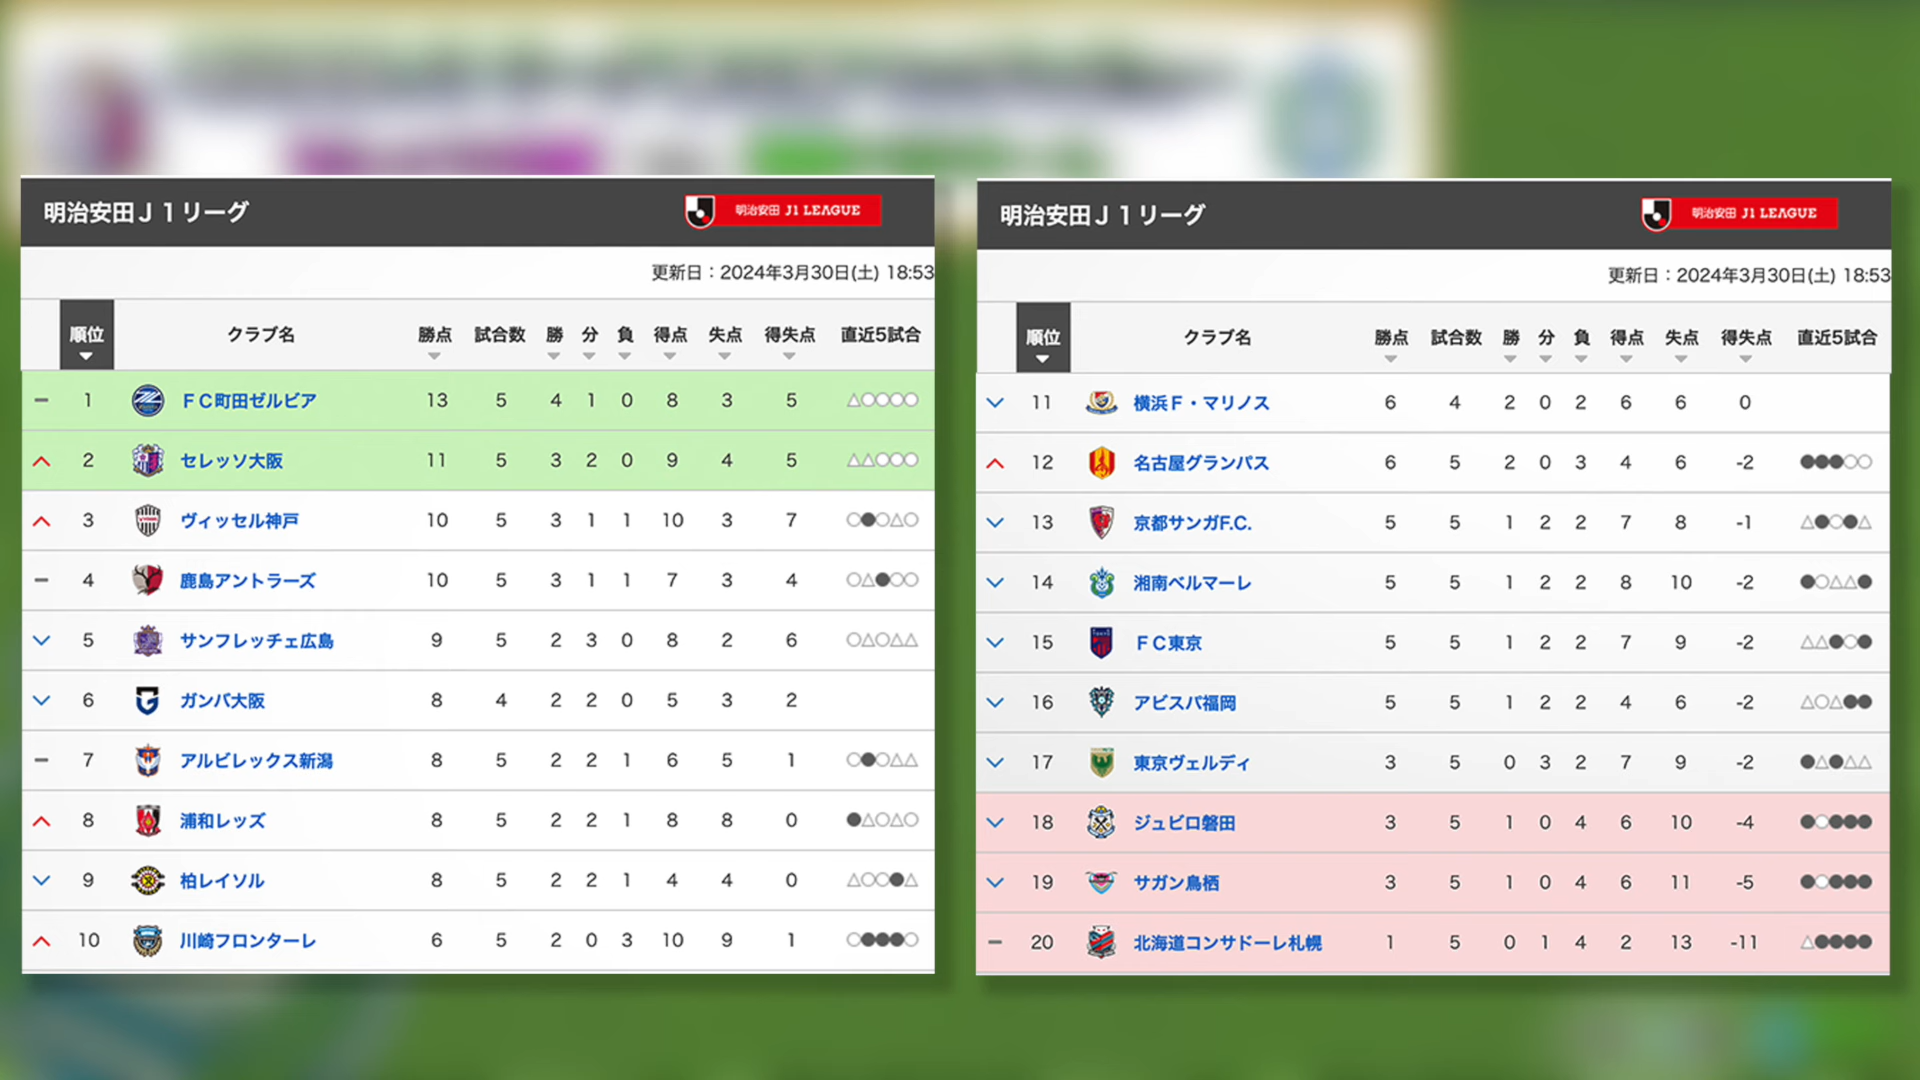 明治安田J1リーグ
明治安田 J1 LEAGUE
更新日：2024年3月30日(土) 18:53
順位 クラブ名 勝点 試合数 勝 分 負 得点 失点 得失点 直近5試合
1 ＦＣ町田ゼルビア 13 5 4 1 0 8 3 5 △○○○○
2 セレッソ大阪 11 5 3 2 0 9 4 5 △△○○○
3 ヴィッセル神戸 10 5 3 1 1 10 3 7 ○●○△○
4 鹿島アントラーズ 10 5 3 1 1 7 3 4 ○△●○○
5 サンフレッチェ広島 9 5 2 3 0 8 2 6 ○△○△△
6 ガンバ大阪 8 4 2 2 0 5 3 2
7 アルビレックス新潟 8 5 2 2 1 6 5 1 ○●○△△
8 浦和レッズ 8 5 2 2 1 8 8 0 ●△○△○
9 柏レイソル 8 5 2 2 1 4 4 0 △○○●△
10 川崎フロンターレ 6 5 2 0 3 10 9 1 ○●●●○
明治安田J1リーグ
明治安田 J1 LEAGUE
更新日：2024年3月30日(土) 18:53
順位 クラブ名 勝点 試合数 勝 分 負 得点 失点 得失点 直近5試合
11 横浜Ｆ・マリノス 6 4 2 0 2 6 6 0
12 名古屋グランパス 6 5 2 0 3 4 6 -2 ●●●○○
13 京都サンガF.C. 5 5 1 2 2 7 8 -1 △●○●△
14 湘南ベルマーレ 5 5 1 2 2 8 10 -2 ●○△△●
15 ＦＣ東京 5 5 1 2 2 7 9 -2 △△●○●
16 アビスパ福岡 5 5 1 2 2 4 6 -2 △○△●●
17 東京ヴェルディ 3 5 0 3 2 7 9 -2 ●△●△△
18 ジュビロ磐田 3 5 1 0 4 6 10 -4 ●○●●●
19 サガン鳥栖 3 5 1 0 4 6 11 -5 ●○●●●
20 北海道コンサドーレ札幌 1 5 0 1 4 2 13 -11 △●●●●